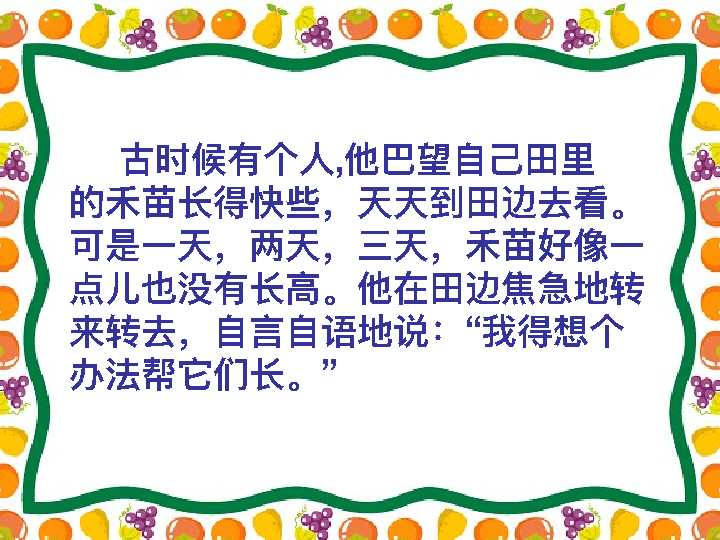 古时候有个人,他巴望自己田里
的禾苗长得快些，天天到田边去看。
可是一天，两天，三天，禾苗好像一
点儿也没有长高。他在田边焦急地转
来转去，自言自语地说：“我得想个
办法帮它们长。”